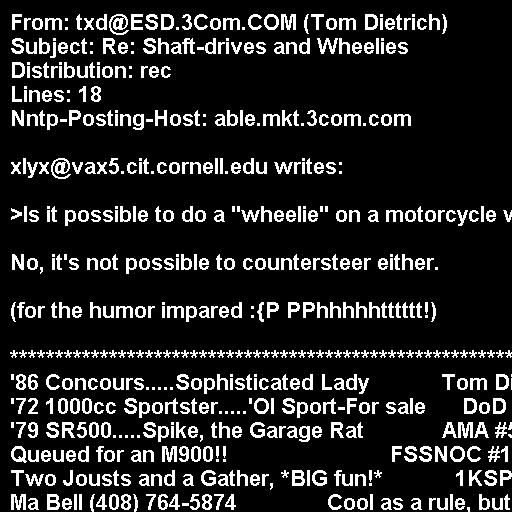 From: txd@ESD.3Com.COM (Tom Dietrich)
Subject: Re: Shaft-drives and Wheelies
Distribution: rec
Lines: 18
Nntp-Posting-Host: able.mkt.3com.com
xlyx@vax5.cit.cornell.edu writes:
>Is it possible to do a "wheelie" on a motorcycle
No, it's not possible to countersteer either.
(for the humor impared :{P PPhhhhhtttttt!)
**********************************************************
'86 Concours.....Sophisticated Lady Tom
'72 1000cc Sportster.....'Ol Sport-For sale DoD
'79 SR500.....Spike, the Garage Rat AMA
Queued for an M900!! FSSNOC
Two Jousts and a Gather, *BIG fun!* 1KSP
Ma Bell (408) 764-5874 Cool as a rule, but